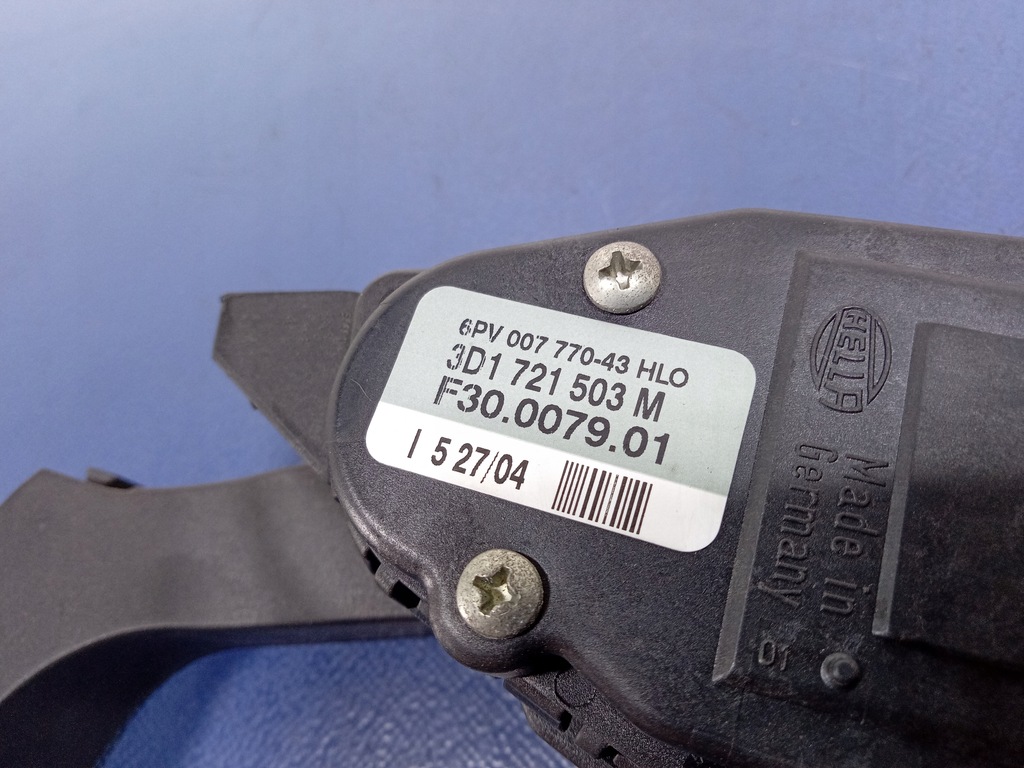 6PV 007 770-43 HLO
3D1 721 503 M
F30.0079.01
I 5 27/04
HELLA
Made in
Germany